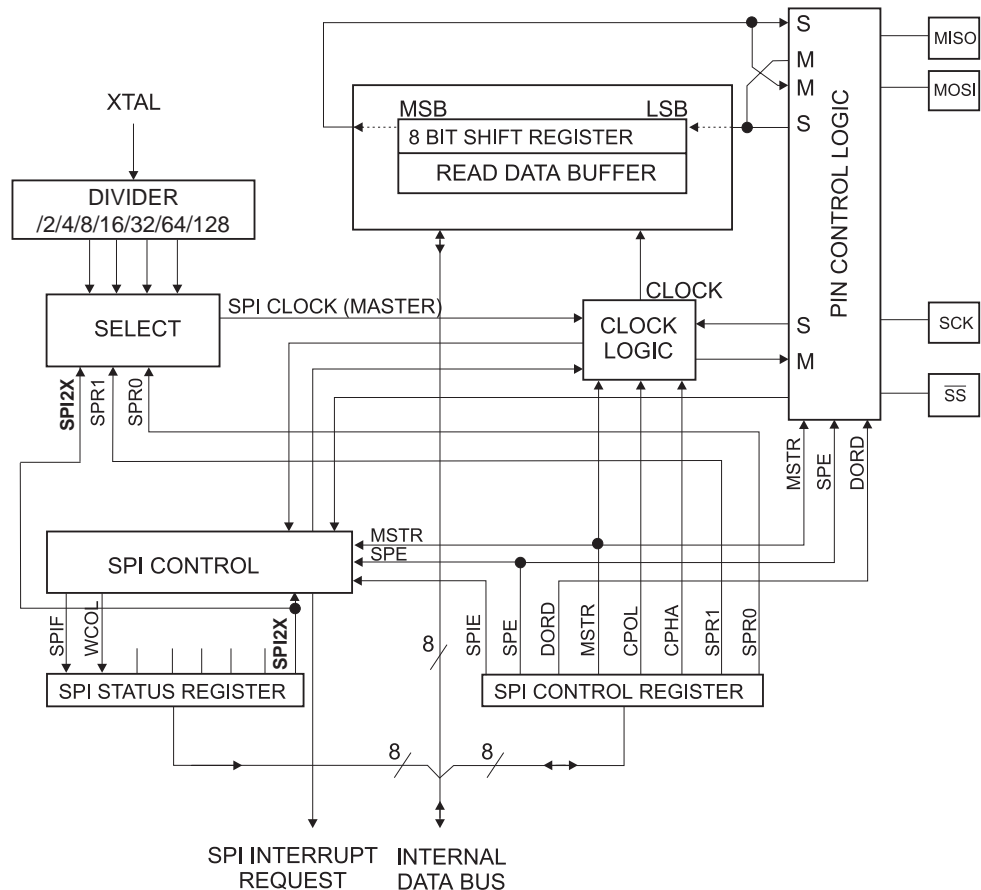 S
MISO
M
M
MOSI
XTAL
MSB
LSB
S
8 BIT SHIFT REGISTER
READ DATA BUFFER
DIVIDER
/2/4/8/16/32/64/128
PIN CONTROL LOGIC
SPI CLOCK (MASTER)
CLOCK
SELECT
CLOCK
LOGIC
S
SCK
M
SS
SPI2X
SPR1
SPR0
MSTR
SPE
DORD
MSTR
SPE
SPI CONTROL
SPIF
WCOL
SPI2X
SPIE
SPE
DORD
MSTR
CPOL
CPHA
SPR1
SPR0
8
SPI STATUS REGISTER
SPI CONTROL REGISTER
8
8
SPI INTERRUPT
REQUEST
INTERNAL
DATA BUS